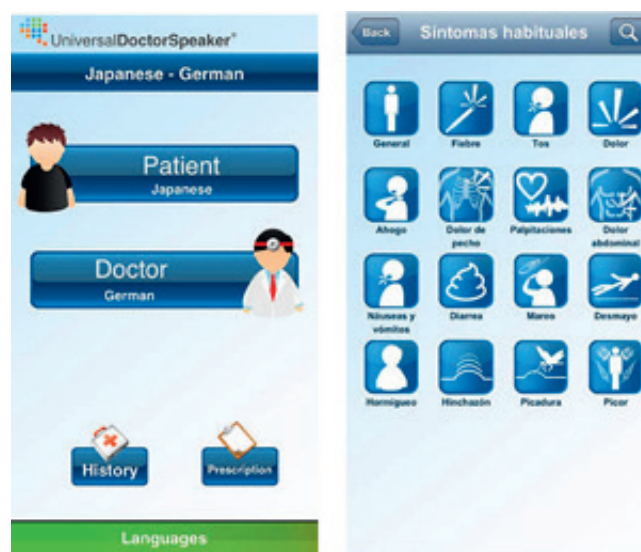 UniversalDoctorSpeaker®
Japanese - German
Patient
Japanese
Doctor
German
History
Prescription
Languages
Back
Síntomas habituales
General
Fiebre
Tos
Dolor
Ahogo
Dolor de
pecho
Palpitaciones
Dolor
abdominal
Náuseas y
vómitos
Diarrea
Mareo
Desmayo
Hormigueo
Hinchazón
Picadura
Picor